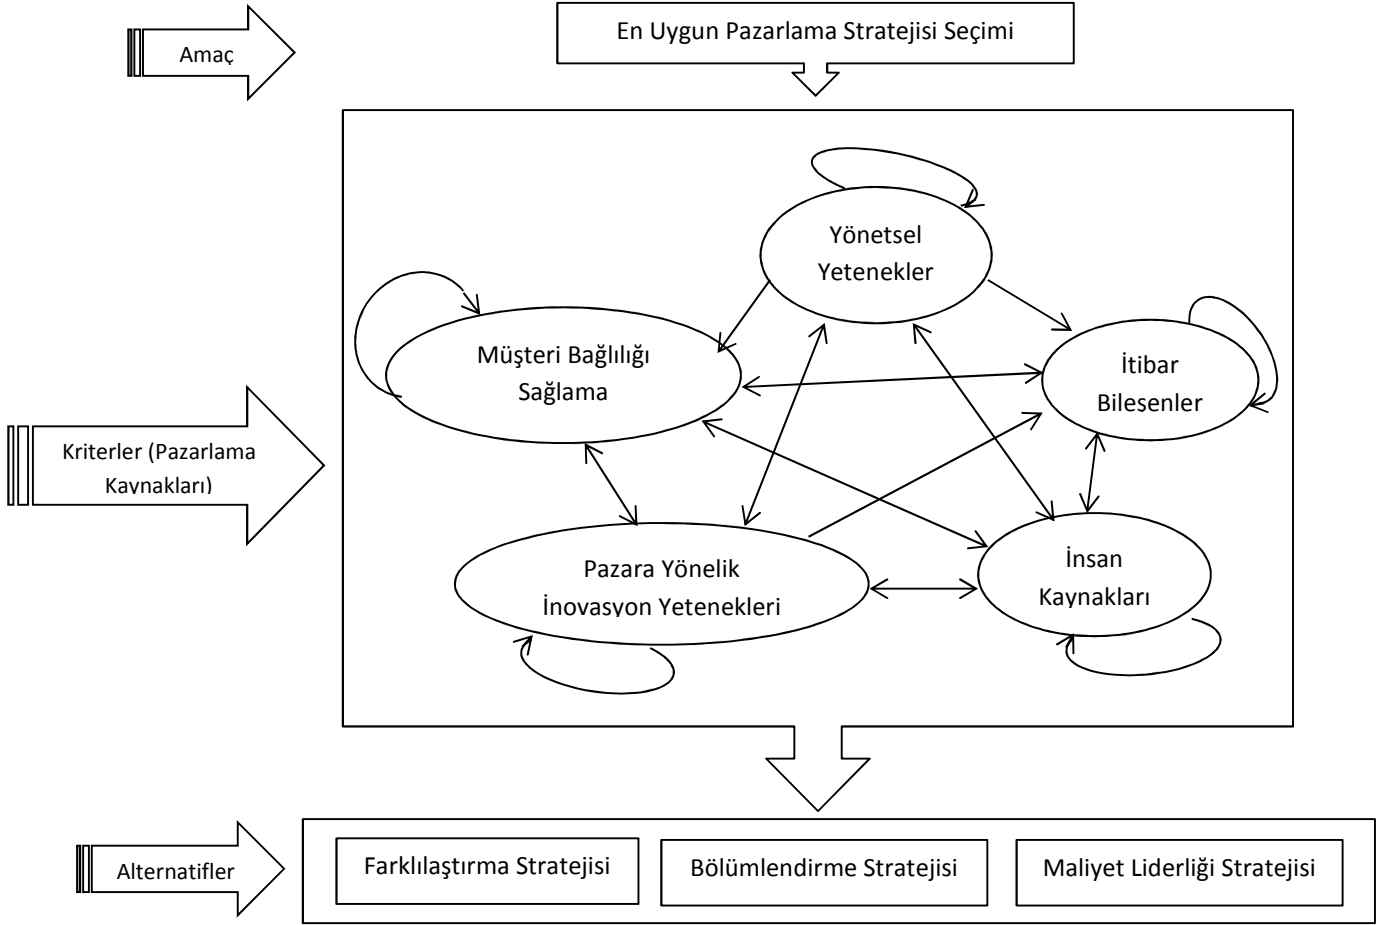 En Uygun Pazarlama Stratejisi Seçimi
Amaç
Yönetsel
Yetenekler
Müşteri Bağlılığı
Sağlama
İtibar
Bilesenler
Kriterler (Pazarlama
Kaynakları)
Pazara Yönelik
İnovasyon Yetenekleri
İnsan
Kaynakları
Alternatifler
Farklılaştırma Stratejisi
Bölümlendirme Stratejisi
Maliyet Liderliği Stratejisi